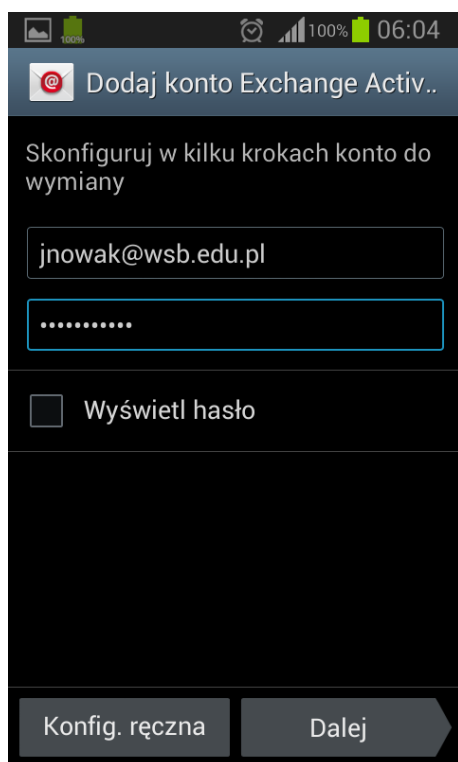 100% 100% 06:04
@ Dodaj konto Exchange Activ..
Skonfiguruj w kilku krokach konto do
wymiany
jnowak@wsb.edu.pl
•••••••••••
Wyświetl hasło
Konfig. ręczna Dalej